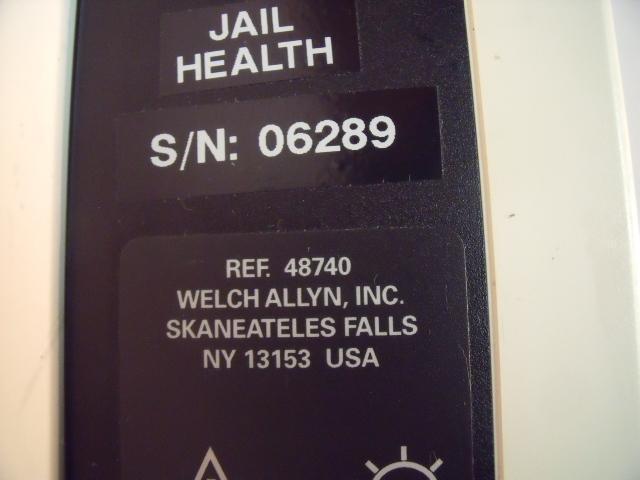 JAIL
HEALTH
S/N: 06289
REF. 48740
WELCH ALLYN, INC.
SKANEATELES FALLS
NY 13153 USA